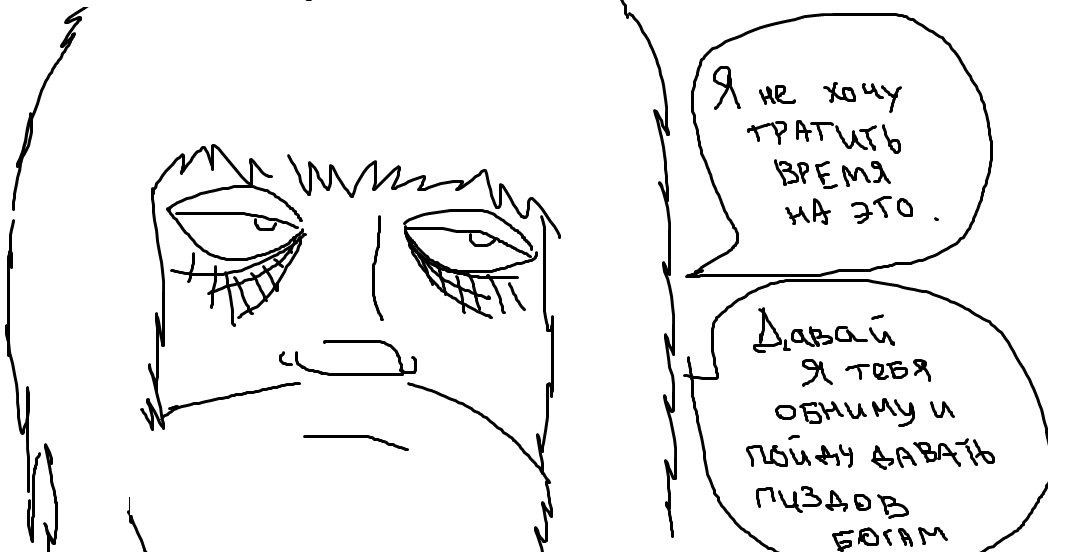 Я не хочу
ТРАТИТЬ
ВРЕМЯ
НА ЭТО.
Давай
Я ТЕБЯ
ОБНИМУ И
ПОЙДУ ДАВАТЬ
ПИЗДОВ
БОГАМ